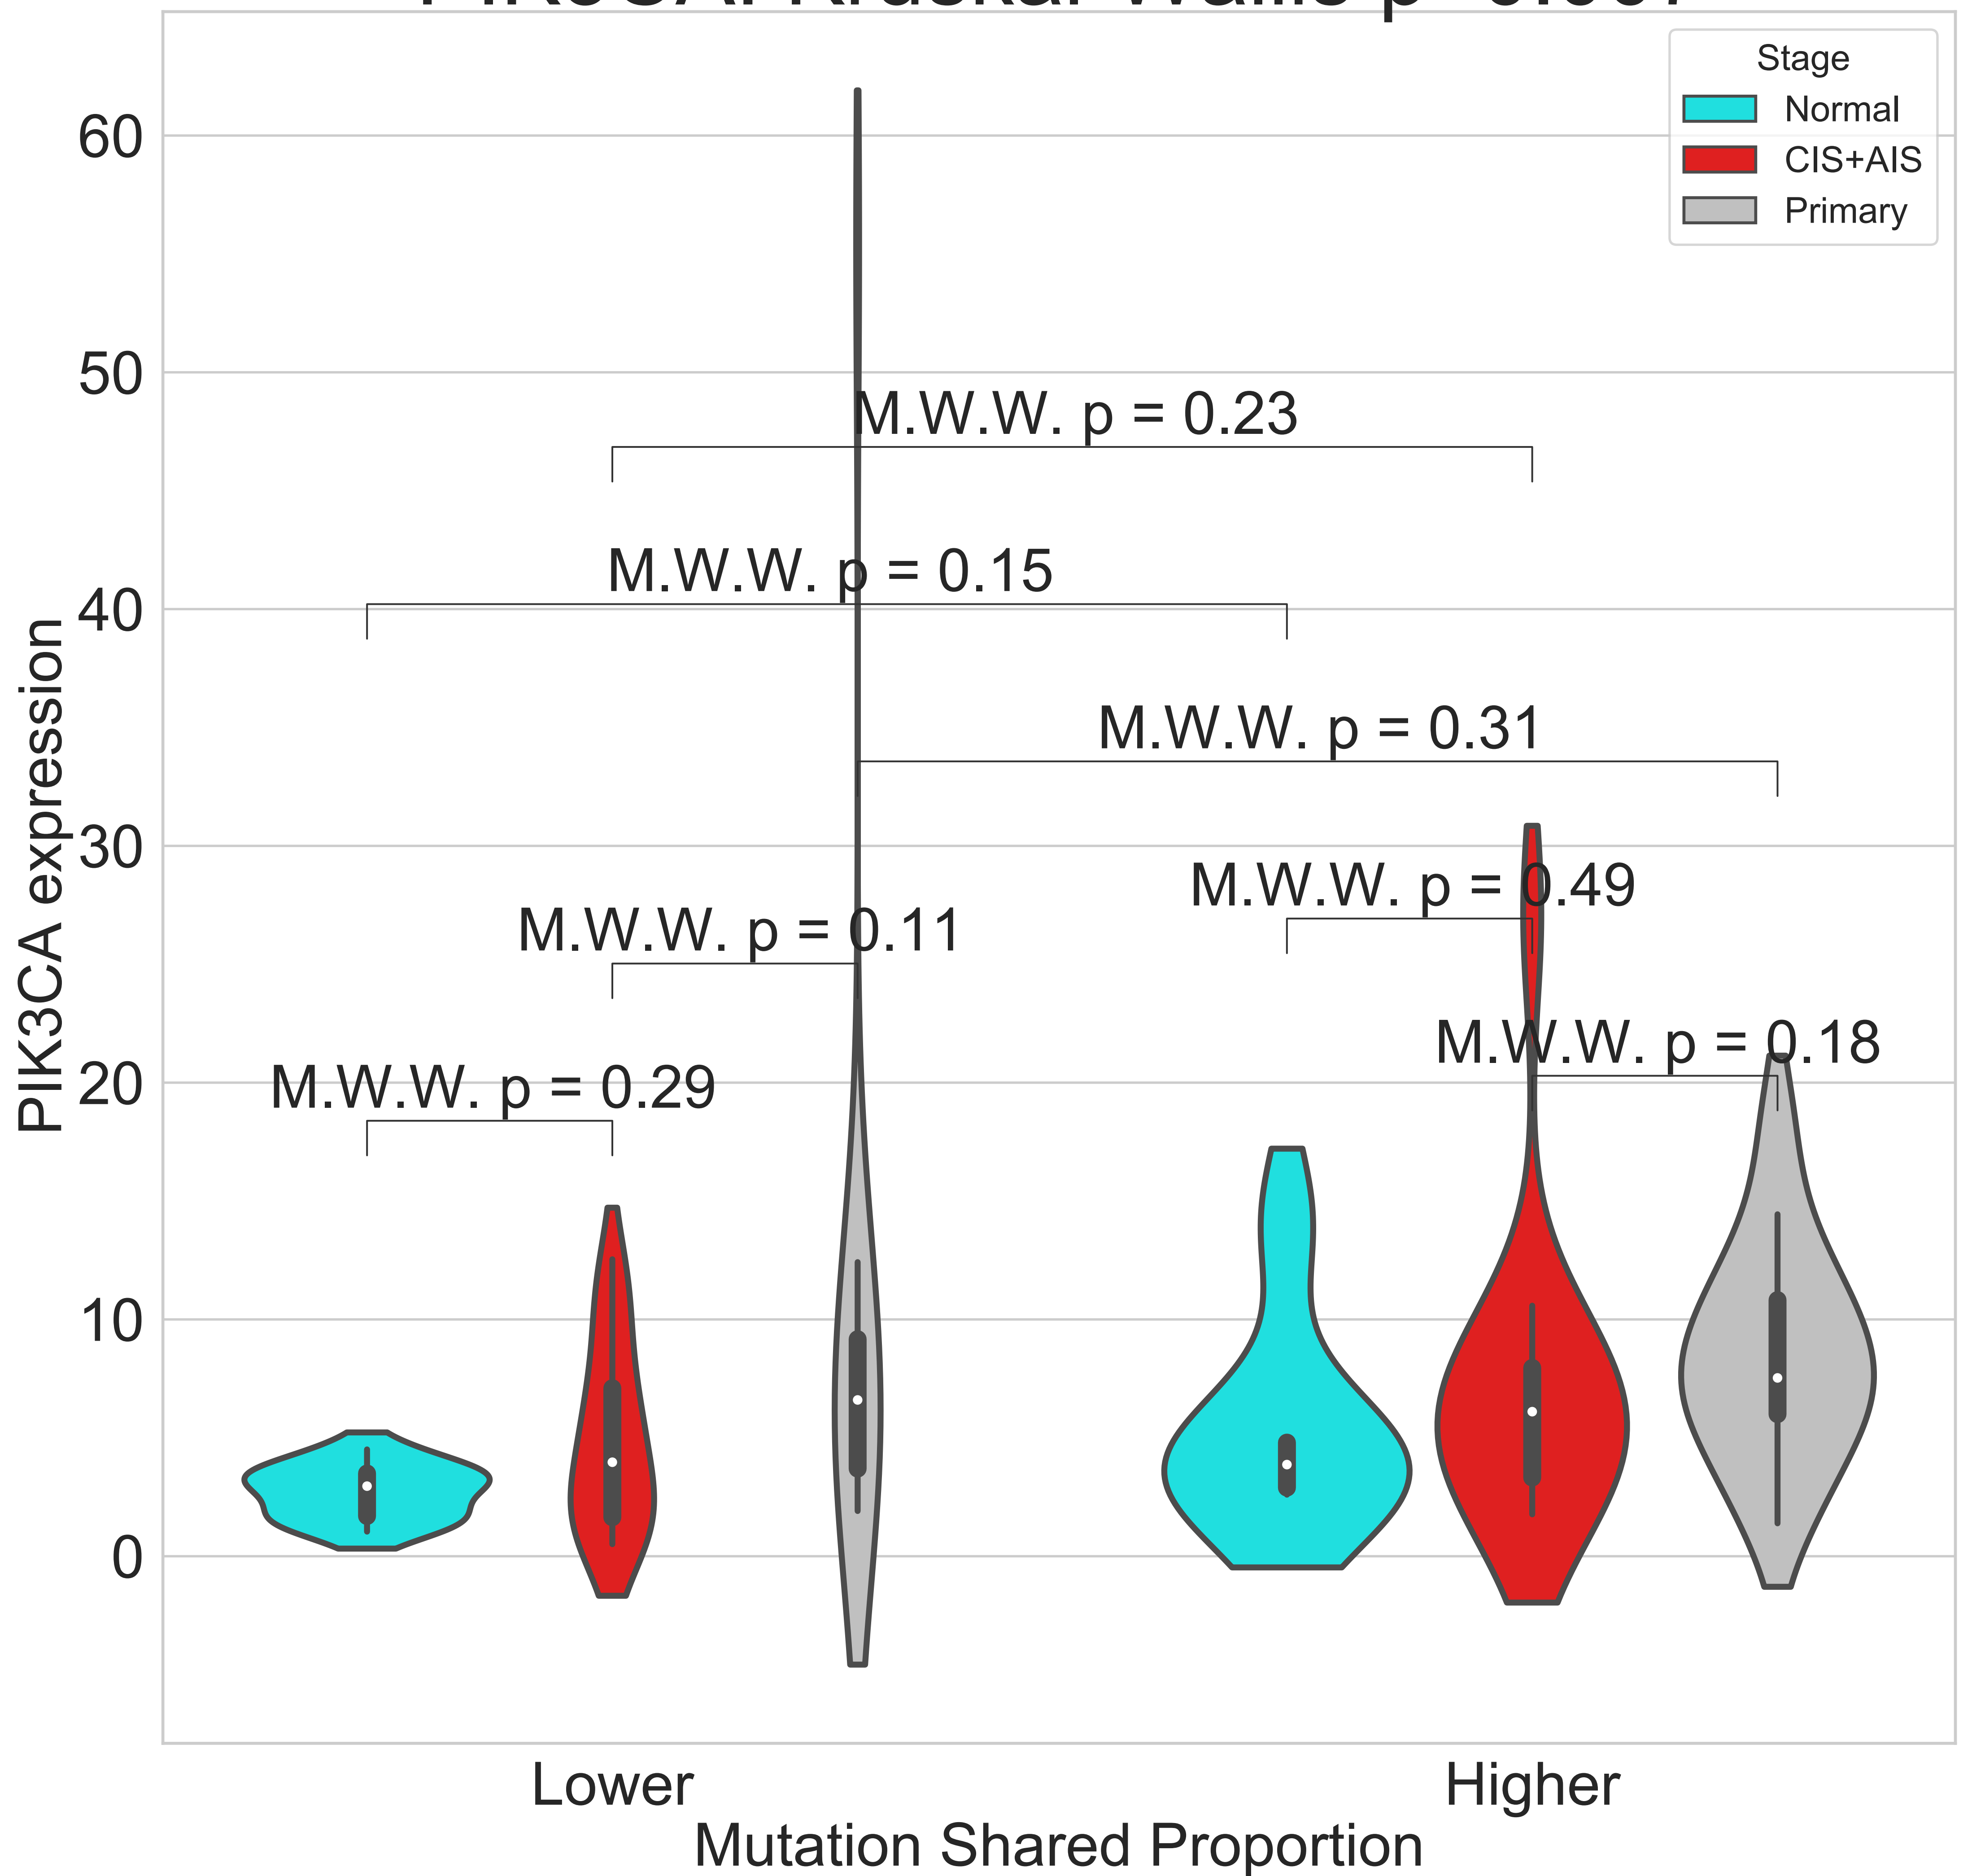 Stage
Normal
CIS+AIS
Primary
60
50
40
30
20
10
0
PIK3CA expression
M.W.W. p = 0.23
M.W.W. p = 0.15
M.W.W. p = 0.31
M.W.W. p = 0.49
M.W.W. p = 0.11
M.W.W. p = 0.18
M.W.W. p = 0.29
Lower
Higher
Mutation Shared Proportion